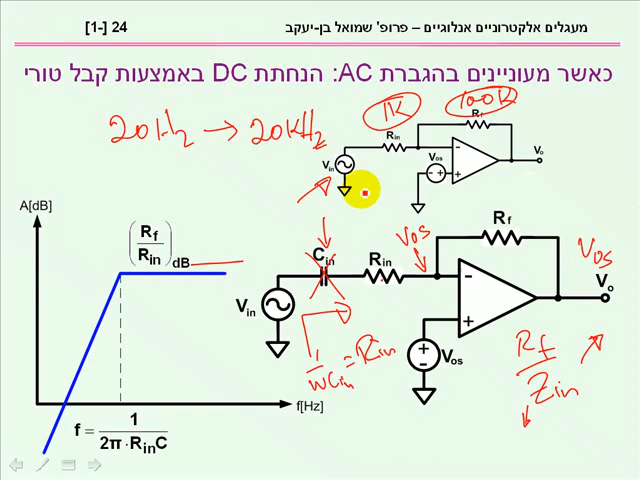 מעגלים אלקטרוניים אנלוגיים – פרופ' שמואל בן-יעקב 24 [-1]
כאשר מעוניינים בהגברת AC: הנחתת DC באמצעות קבל טורי
20Hz → 20KHz
1K
100K
Rf
Rin
Vin
Vos
Vo
A[dB]
(Rf/Rin)dB
Cin
Rin
Vos
Rf
Vos
Vo
Vin
Vos
1/wCin = Rin
Rf/Zin
f[Hz]
f = 1/2π·RinC